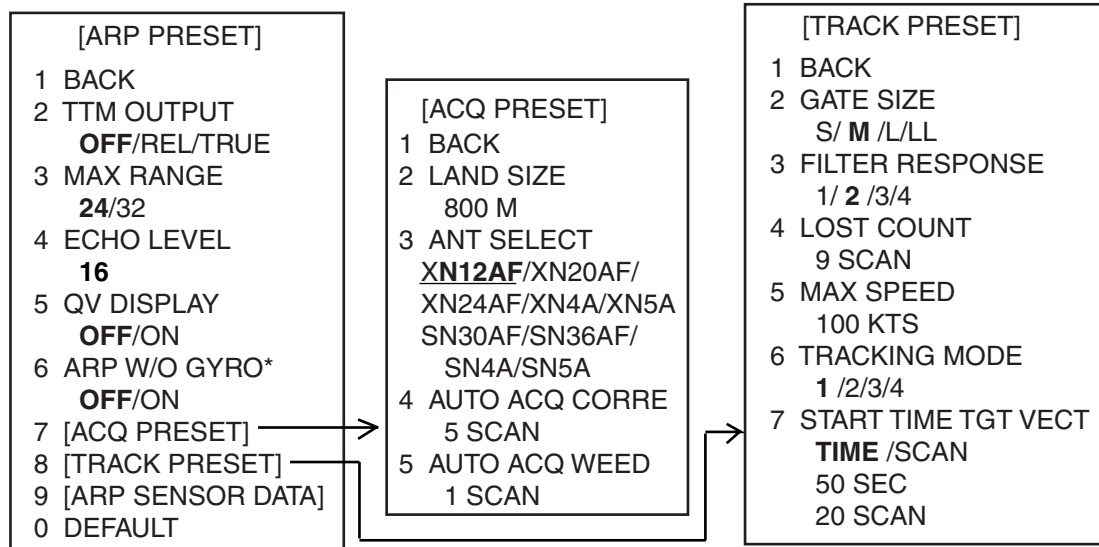 [ARP PRESET]
1 BACK
2 TTM OUTPUT
OFF/REL/TRUE
3 MAX RANGE
24/32
4 ECHO LEVEL
16
5 QV DISPLAY
OFF/ON
6 ARP W/O GYRO*
OFF/ON
7 [ACQ PRESET]
8 [TRACK PRESET]
9 [ARP SENSOR DATA]
0 DEFAULT
[ACQ PRESET]
1 BACK
2 LAND SIZE
800 M
3 ANT SELECT
XN12AF/XN20AF/
XN24AF/XN4A/XN5A
SN30AF/SN36AF/
SN4A/SN5A
4 AUTO ACQ CORRE
5 SCAN
5 AUTO ACQ WEED
1 SCAN
[TRACK PRESET]
1 BACK
2 GATE SIZE
S/ M /L/LL
3 FILTER RESPONSE
1/ 2 /3/4
4 LOST COUNT
9 SCAN
5 MAX SPEED
100 KTS
6 TRACKING MODE
1 /2/3/4
7 START TIME TGT VECT
TIME /SCAN
50 SEC
20 SCAN